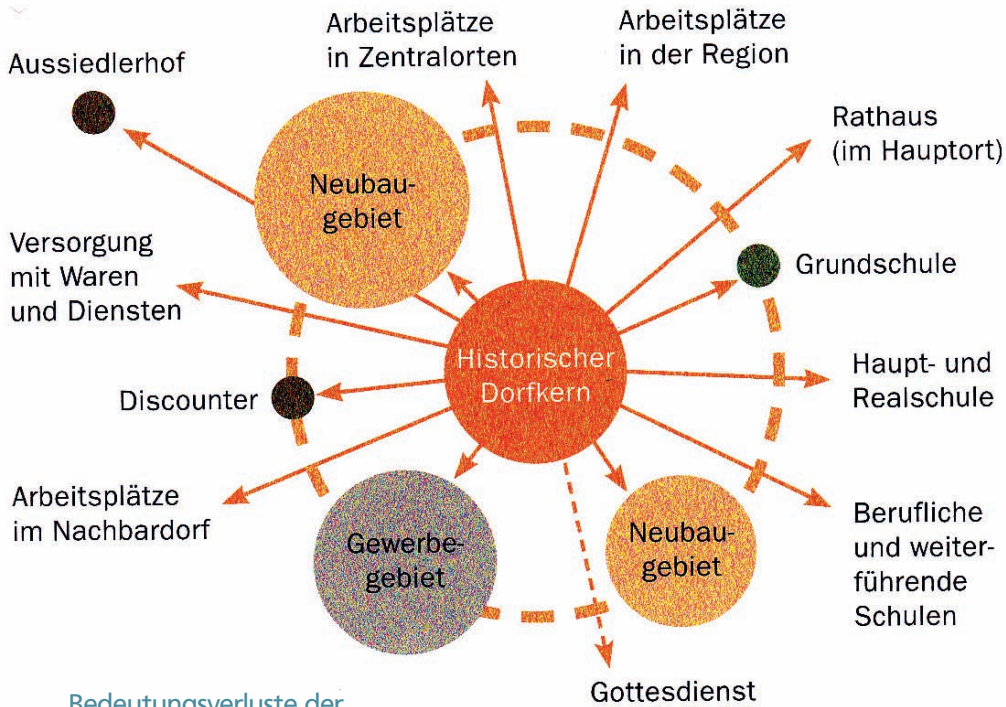 Arbeitsplätze
in Zentralorten
Arbeitsplätze
in der Region
Aussiedlerhof
Rathaus
(im Hauptort)
Neubau-
gebiet
Versorgung
mit Waren
und Diensten
Grundschule
Historischer
Dorfkern
Haupt- und
Realschule
Discounter
Arbeitsplätze
im Nachbardorf
Gewerbe-
gebiet
Neubau-
gebiet
Berufliche
und weiter-
führende
Schulen
Gottesdienst
Bedeutungsverluste der